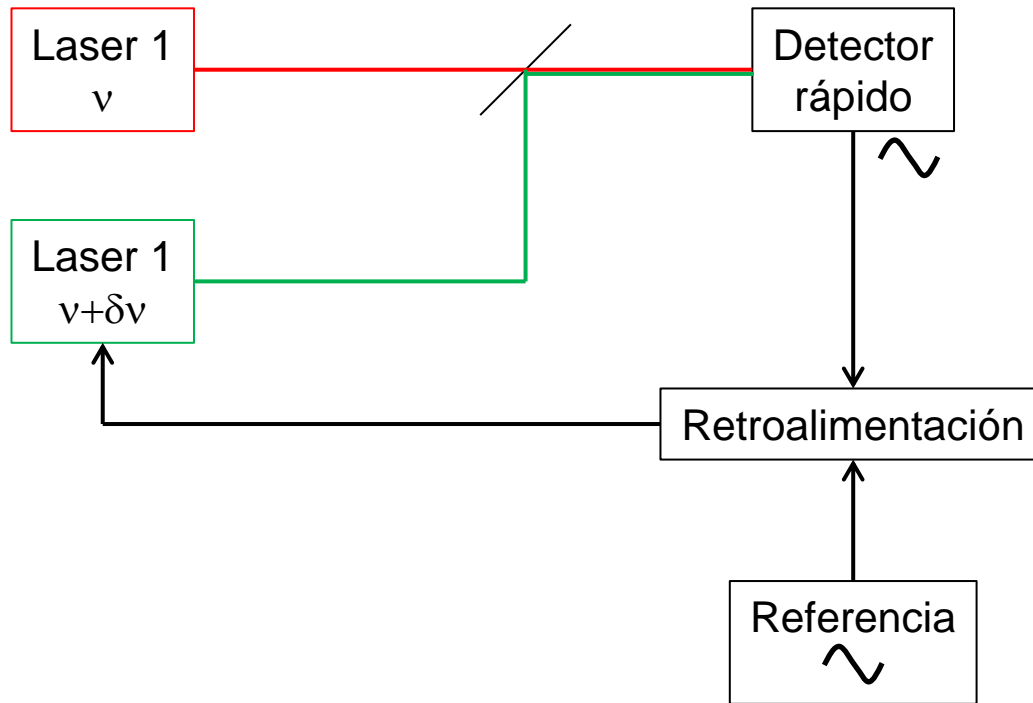 Laser 1
ν
Detector
rápido
Laser 1
ν+δν
Retroalimentación
Referencia